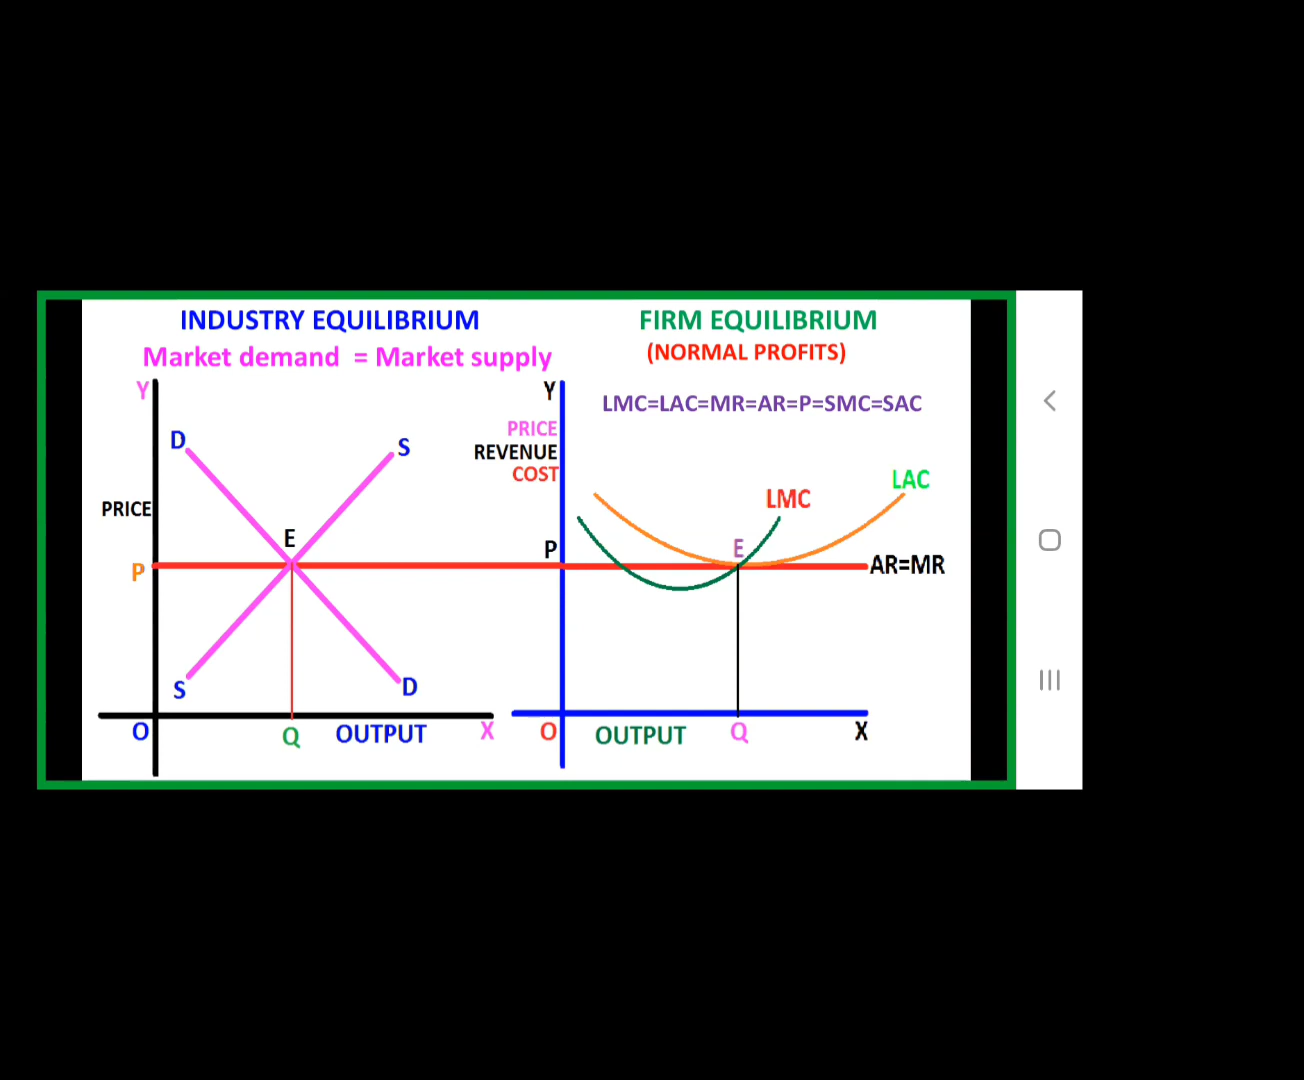 INDUSTRY EQUILIBRIUM
Market demand = Market supply
Y
D
S
PRICE
E
P
S
D
O
Q
OUTPUT
X
FIRM EQUILIBRIUM
(NORMAL PROFITS)
LMC=LAC=MR=AR=P=SMC=SAC
Y
PRICE
REVENUE
COST
LAC
LMC
P
E
AR=MR
O
OUTPUT
Q
X